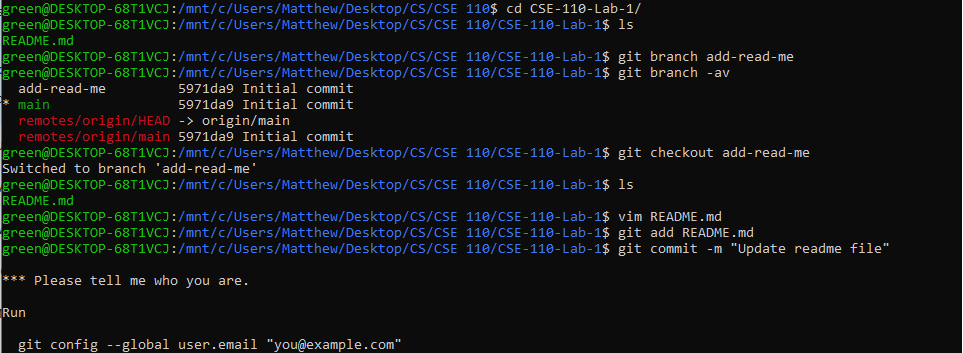 green@DESKTOP-68T1VCJ:/mnt/c/Users/Matthew/Desktop/CS/CSE 110$ cd CSE-110-Lab-1/
green@DESKTOP-68T1VCJ:/mnt/c/Users/Matthew/Desktop/CS/CSE 110/CSE-110-Lab-1$ ls
README.md
green@DESKTOP-68T1VCJ:/mnt/c/Users/Matthew/Desktop/CS/CSE 110/CSE-110-Lab-1$ git branch add-read-me
green@DESKTOP-68T1VCJ:/mnt/c/Users/Matthew/Desktop/CS/CSE 110/CSE-110-Lab-1$ git branch -av
  add-read-me         5971da9 Initial commit
* main                5971da9 Initial commit
  remotes/origin/HEAD -> origin/main
  remotes/origin/main 5971da9 Initial commit
green@DESKTOP-68T1VCJ:/mnt/c/Users/Matthew/Desktop/CS/CSE 110/CSE-110-Lab-1$ git checkout add-read-me
Switched to branch 'add-read-me'
green@DESKTOP-68T1VCJ:/mnt/c/Users/Matthew/Desktop/CS/CSE 110/CSE-110-Lab-1$ ls
README.md
green@DESKTOP-68T1VCJ:/mnt/c/Users/Matthew/Desktop/CS/CSE 110/CSE-110-Lab-1$ vim README.md
green@DESKTOP-68T1VCJ:/mnt/c/Users/Matthew/Desktop/CS/CSE 110/CSE-110-Lab-1$ git add README.md
green@DESKTOP-68T1VCJ:/mnt/c/Users/Matthew/Desktop/CS/CSE 110/CSE-110-Lab-1$ git commit -m "Update readme file"

*** Please tell me who you are.

Run

  git config --global user.email "you@example.com"